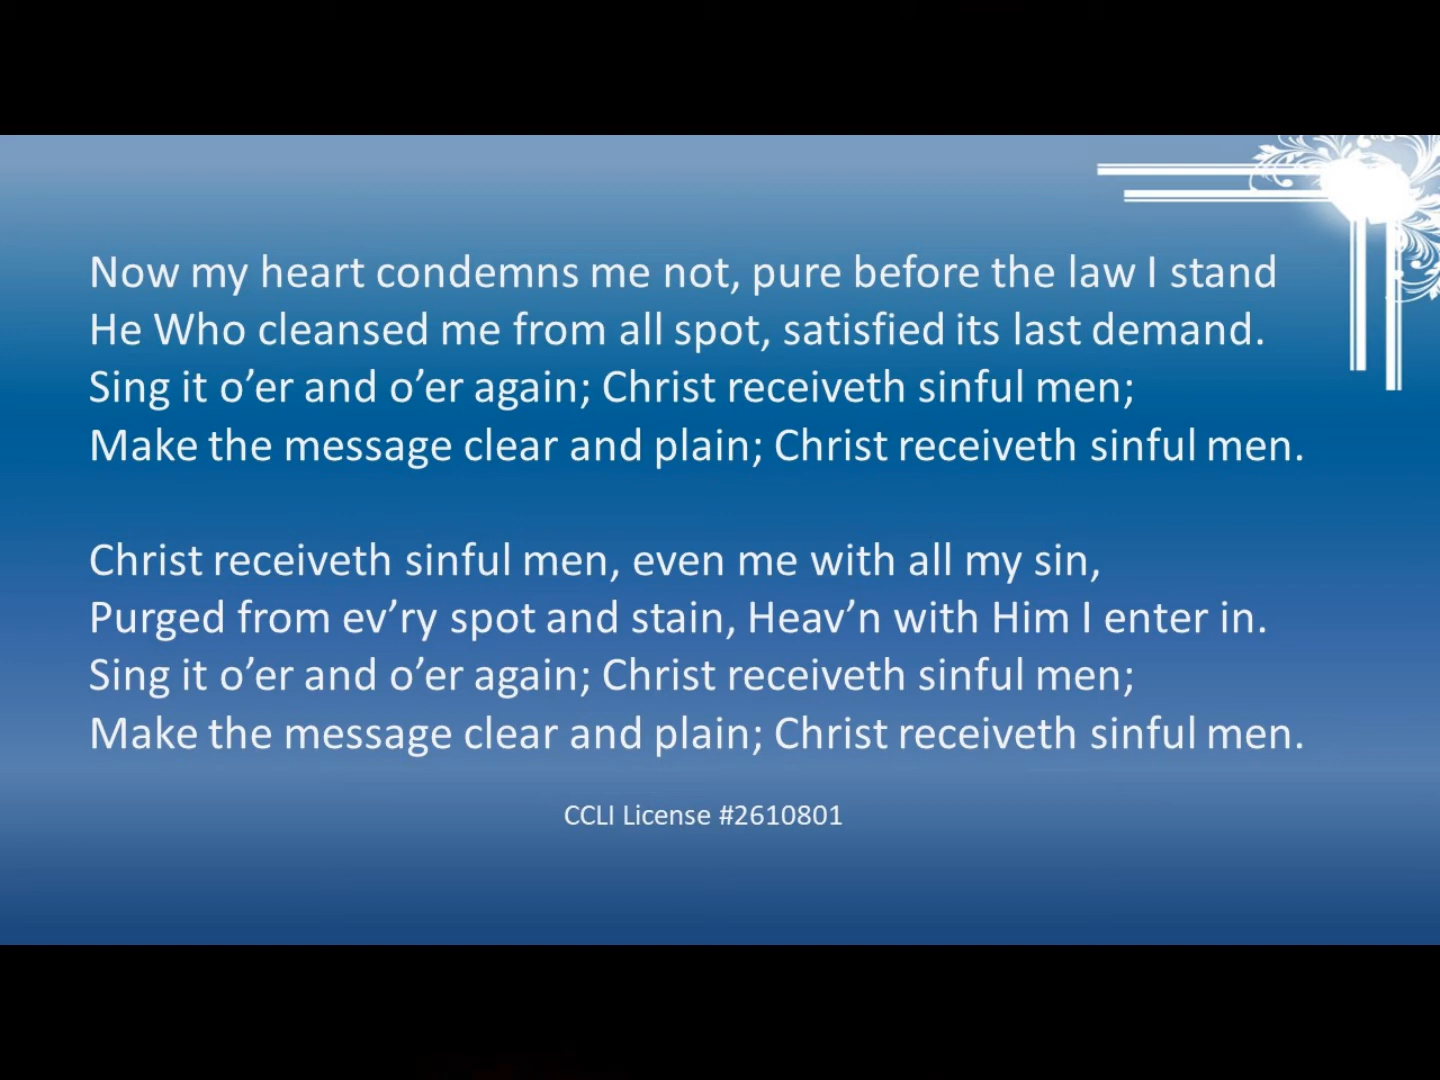 Now my heart condemns me not, pure before the law I stand
He Who cleansed me from all spot, satisfied its last demand.
Sing it o’er and o’er again; Christ receiveth sinful men;
Make the message clear and plain; Christ receiveth sinful men.
Christ receiveth sinful men, even me with all my sin,
Purged from ev’ry spot and stain, Heav’n with Him I enter in.
Sing it o’er and o’er again; Christ receiveth sinful men;
Make the message clear and plain; Christ receiveth sinful men.
CCLI License #2610801